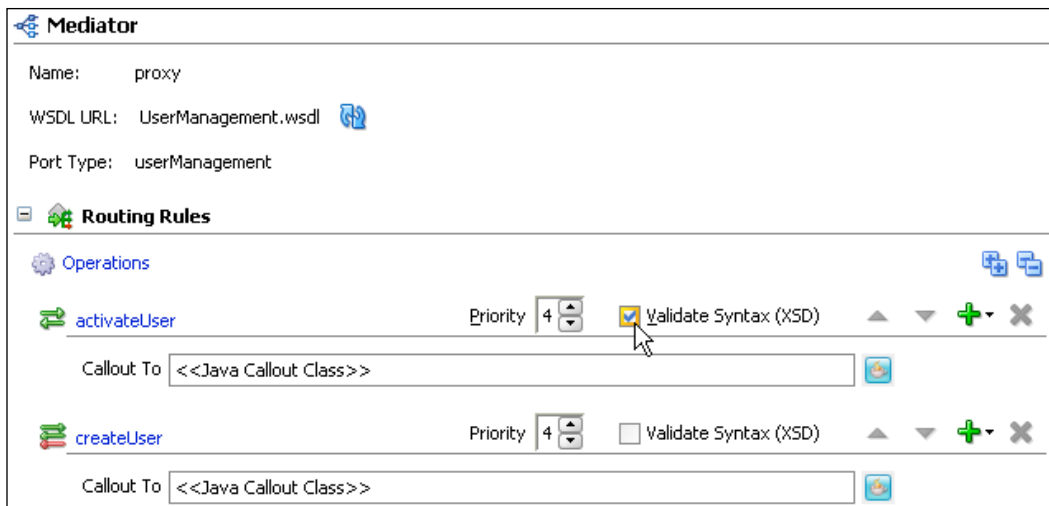 Mediator
Name: proxy
WSDL URL: UserManagement.wsdl
Port Type: userManagement
Routing Rules
Operations
activateUser Priority 4 Validate Syntax (XSD)
Callout To <<Java Callout Class>>
createUser Priority 4 Validate Syntax (XSD)
Callout To <<Java Callout Class>>